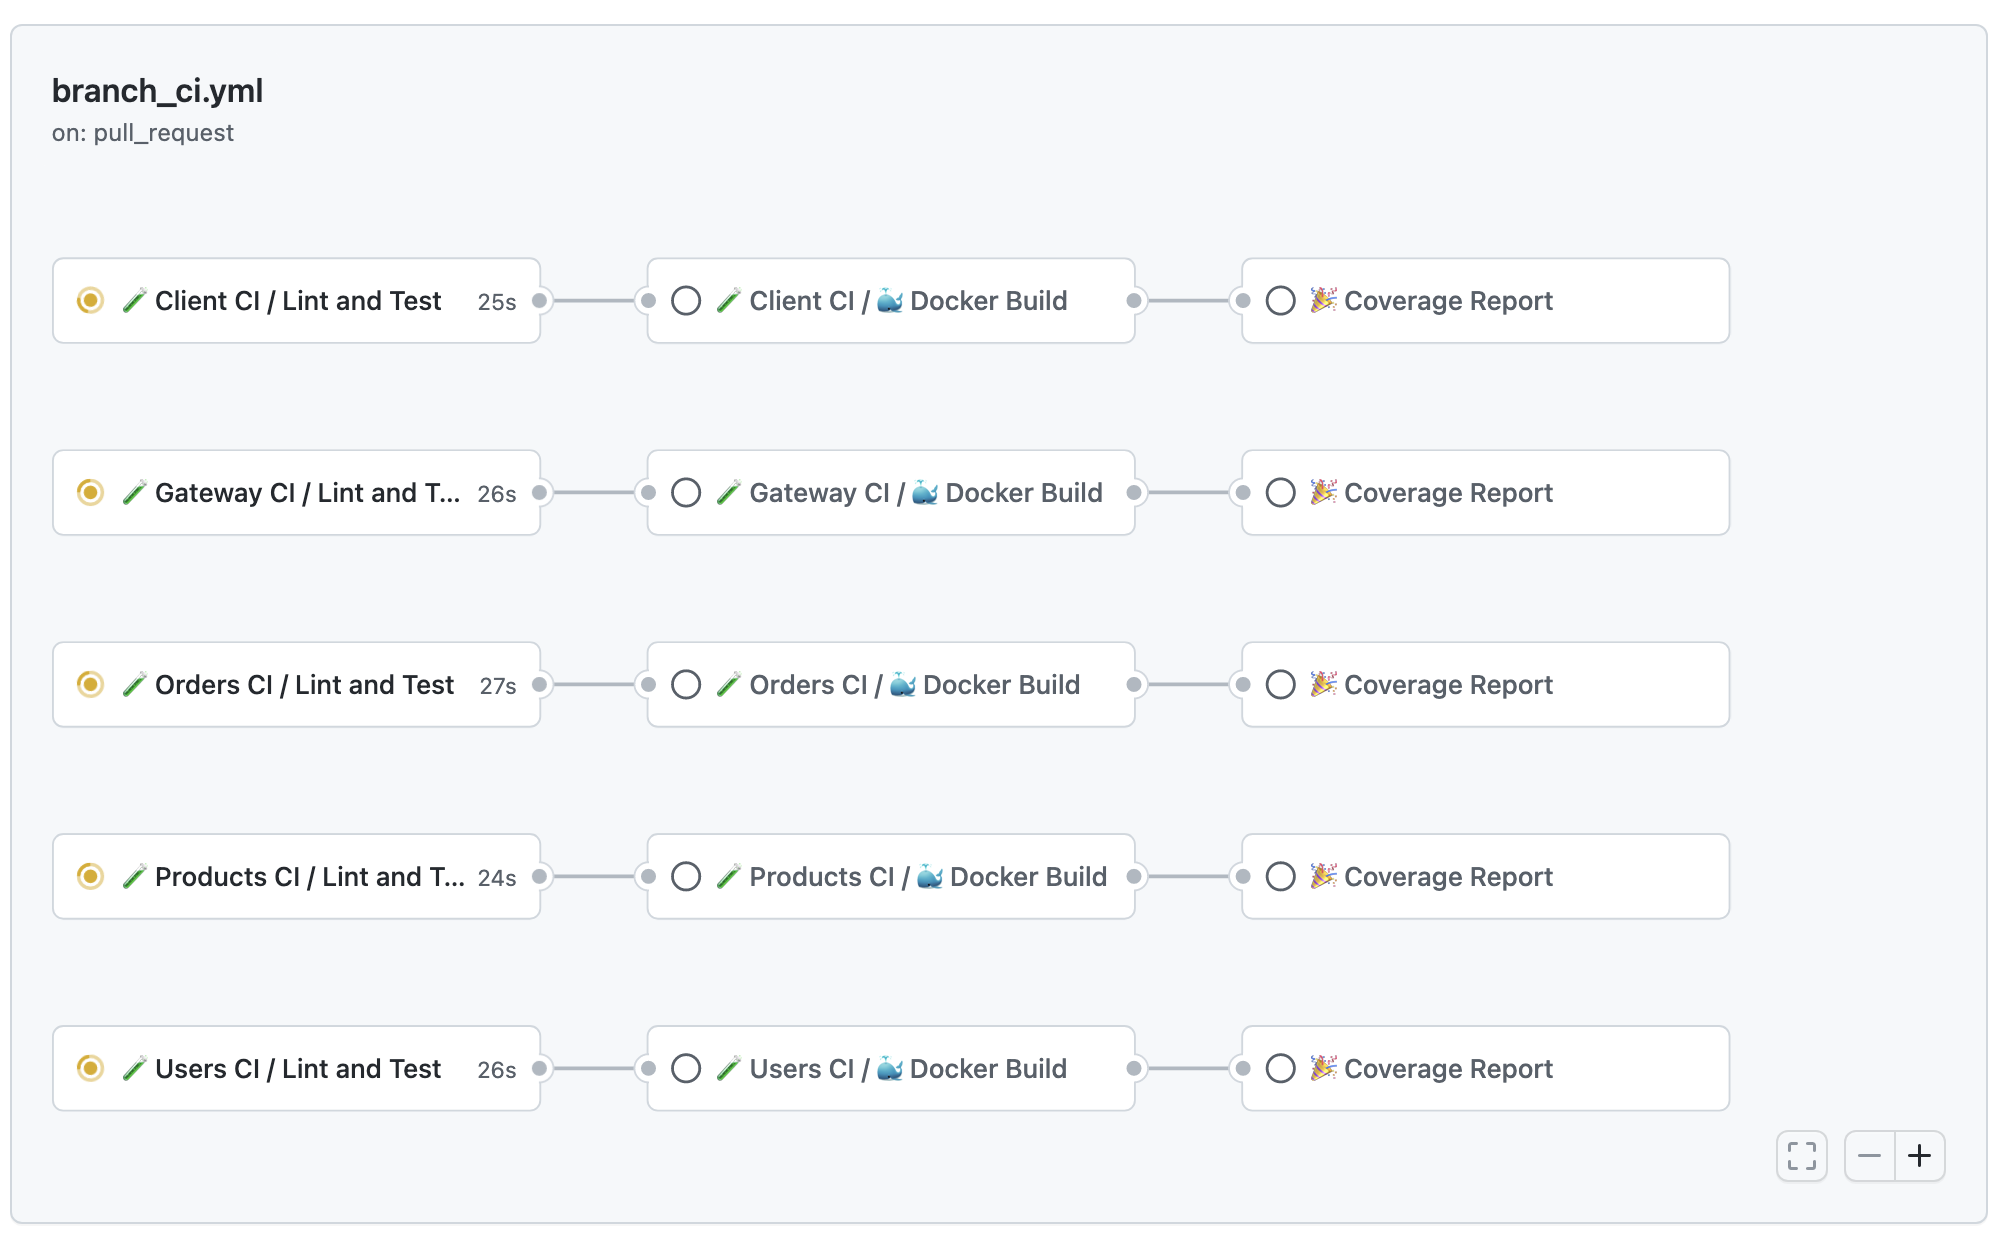 branch_ci.yml
on: pull_request
🧪 Client CI / Lint and Test 25s
🧪 Client CI / 🐳 Docker Build
🎉 Coverage Report
🧪 Gateway CI / Lint and T... 26s
🧪 Gateway CI / 🐳 Docker Build
🎉 Coverage Report
🧪 Orders CI / Lint and Test 27s
🧪 Orders CI / 🐳 Docker Build
🎉 Coverage Report
🧪 Products CI / Lint and T... 24s
🧪 Products CI / 🐳 Docker Build
🎉 Coverage Report
🧪 Users CI / Lint and Test 26s
🧪 Users CI / 🐳 Docker Build
🎉 Coverage Report